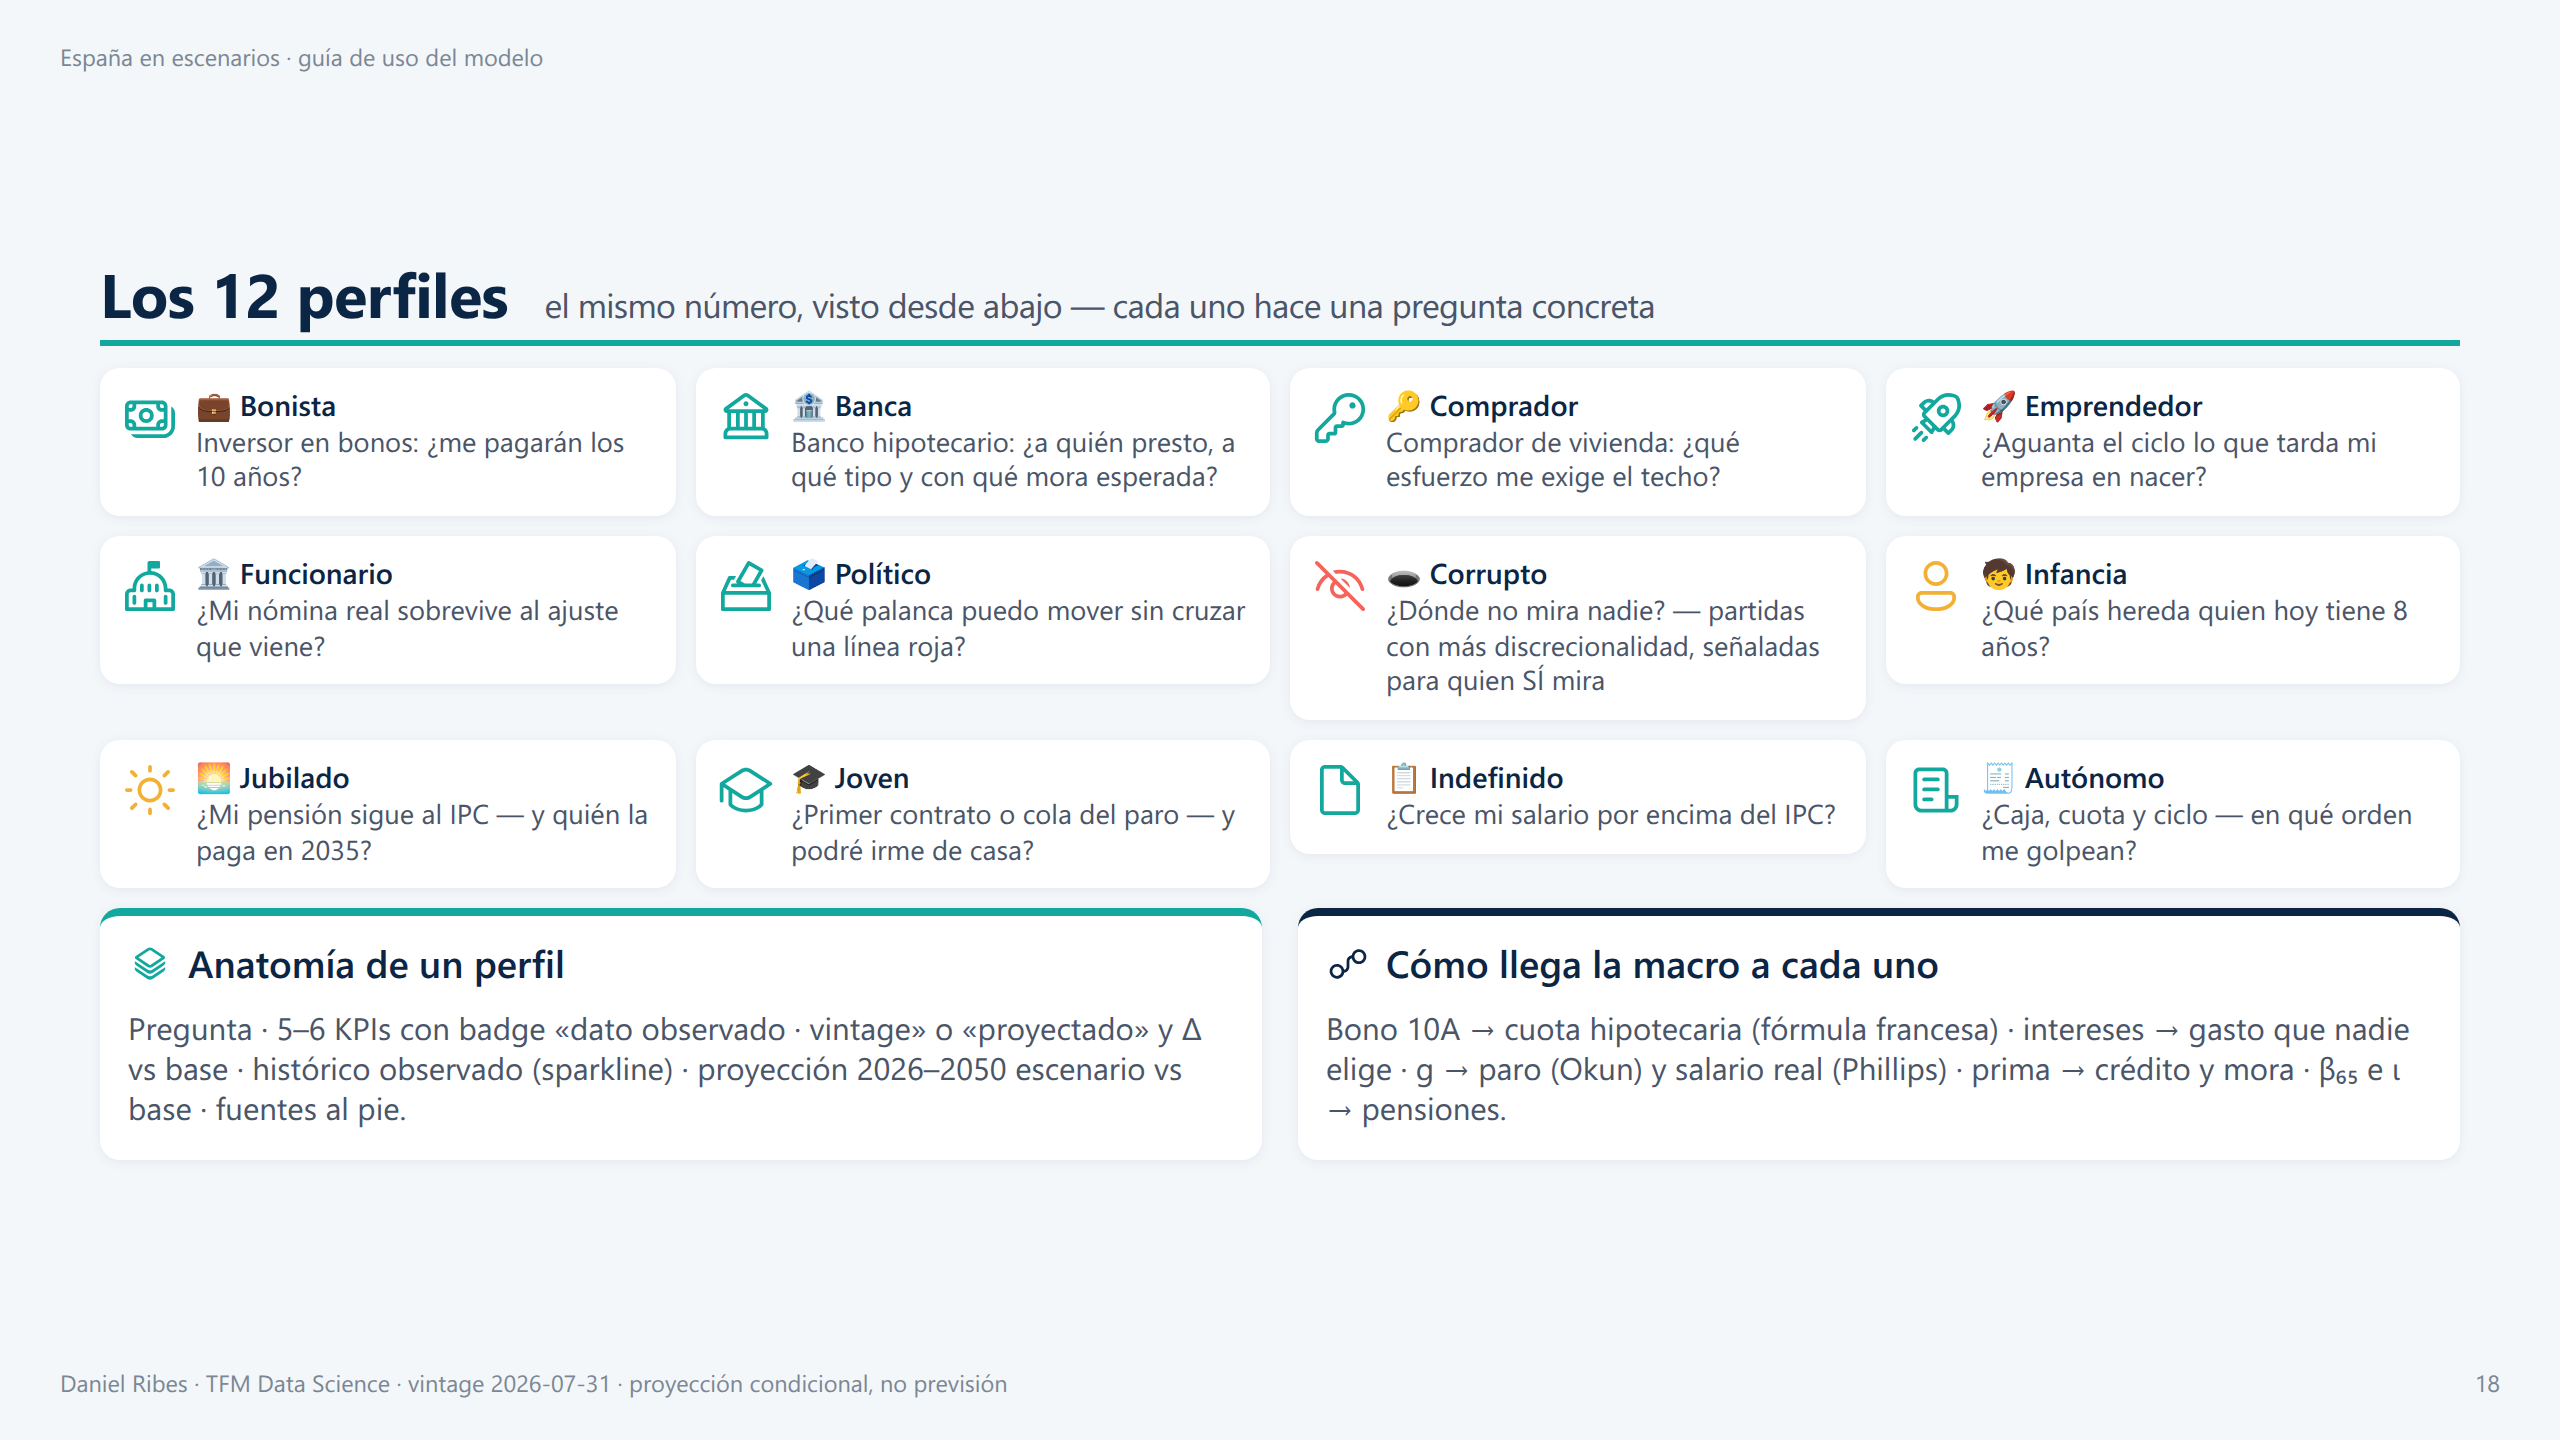 España en escenarios · guía de uso del modelo
Los 12 perfiles el mismo número, visto desde abajo — cada uno hace una pregunta concreta
💼 Bonista
Inversor en bonos: ¿me pagarán los
10 años?
🏦 Banca
Banco hipotecario: ¿a quién presto, a
qué tipo y con qué mora esperada?
🔑 Comprador
Comprador de vivienda: ¿qué
esfuerzo me exige el techo?
🚀 Emprendedor
¿Aguanta el ciclo lo que tarda mi
empresa en nacer?
🏛️ Funcionario
¿Mi nómina real sobrevive al ajuste
que viene?
🗳️ Político
¿Qué palanca puedo mover sin cruzar
una línea roja?
🕳️ Corrupto
¿Dónde no mira nadie? — partidas
con más discrecionalidad, señaladas
para quien SÍ mira
🧒 Infancia
¿Qué país hereda quien hoy tiene 8
años?
🌅 Jubilado
¿Mi pensión sigue al IPC — y quién la
paga en 2035?
🎓 Joven
¿Primer contrato o cola del paro — y
podré irme de casa?
📋 Indefinido
¿Crece mi salario por encima del IPC?
🧾 Autónomo
¿Caja, cuota y ciclo — en qué orden
me golpean?
Anatomía de un perfil
Pregunta · 5–6 KPIs con badge «dato observado · vintage» o «proyectado» y Δ
vs base · histórico observado (sparkline) · proyección 2026–2050 escenario vs
base · fuentes al pie.
Cómo llega la macro a cada uno
Bono 10A → cuota hipotecaria (fórmula francesa) · intereses → gasto que nadie
elige · g → paro (Okun) y salario real (Phillips) · prima → crédito y mora · β₆₅ e ι
→ pensiones.
Daniel Ribes · TFM Data Science · vintage 2026-07-31 · proyección condicional, no previsión
18